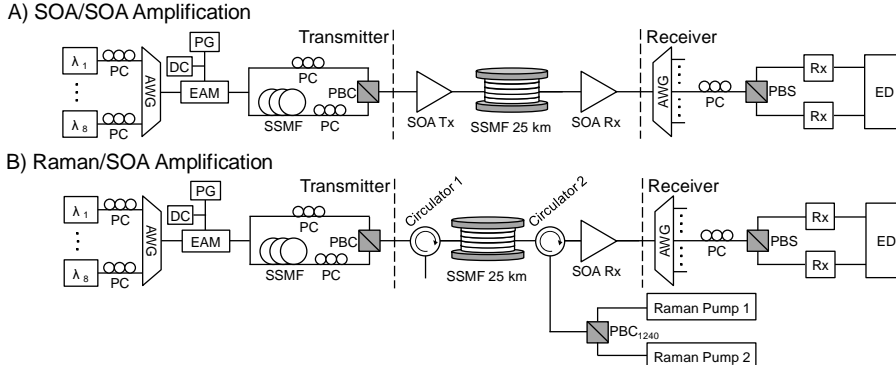 A) SOA/SOA Amplification
Transmitter
Receiver
PG
λ 1
PC
DC
PC
Rx
AWG
EAM
PBC
AWG
PC
PBS
ED
λ 8
PC
SSMF
PC
SOA Tx
SSMF 25 km
SOA Rx
Rx
B) Raman/SOA Amplification
Transmitter
Circulator 1
Circulator 2
Receiver
PG
λ 1
PC
DC
PC
Rx
AWG
EAM
PBC
AWG
PC
PBS
ED
λ 8
PC
SSMF
PC
SSMF 25 km
SOA Rx
Rx
Raman Pump 1
PBC1240
Raman Pump 2